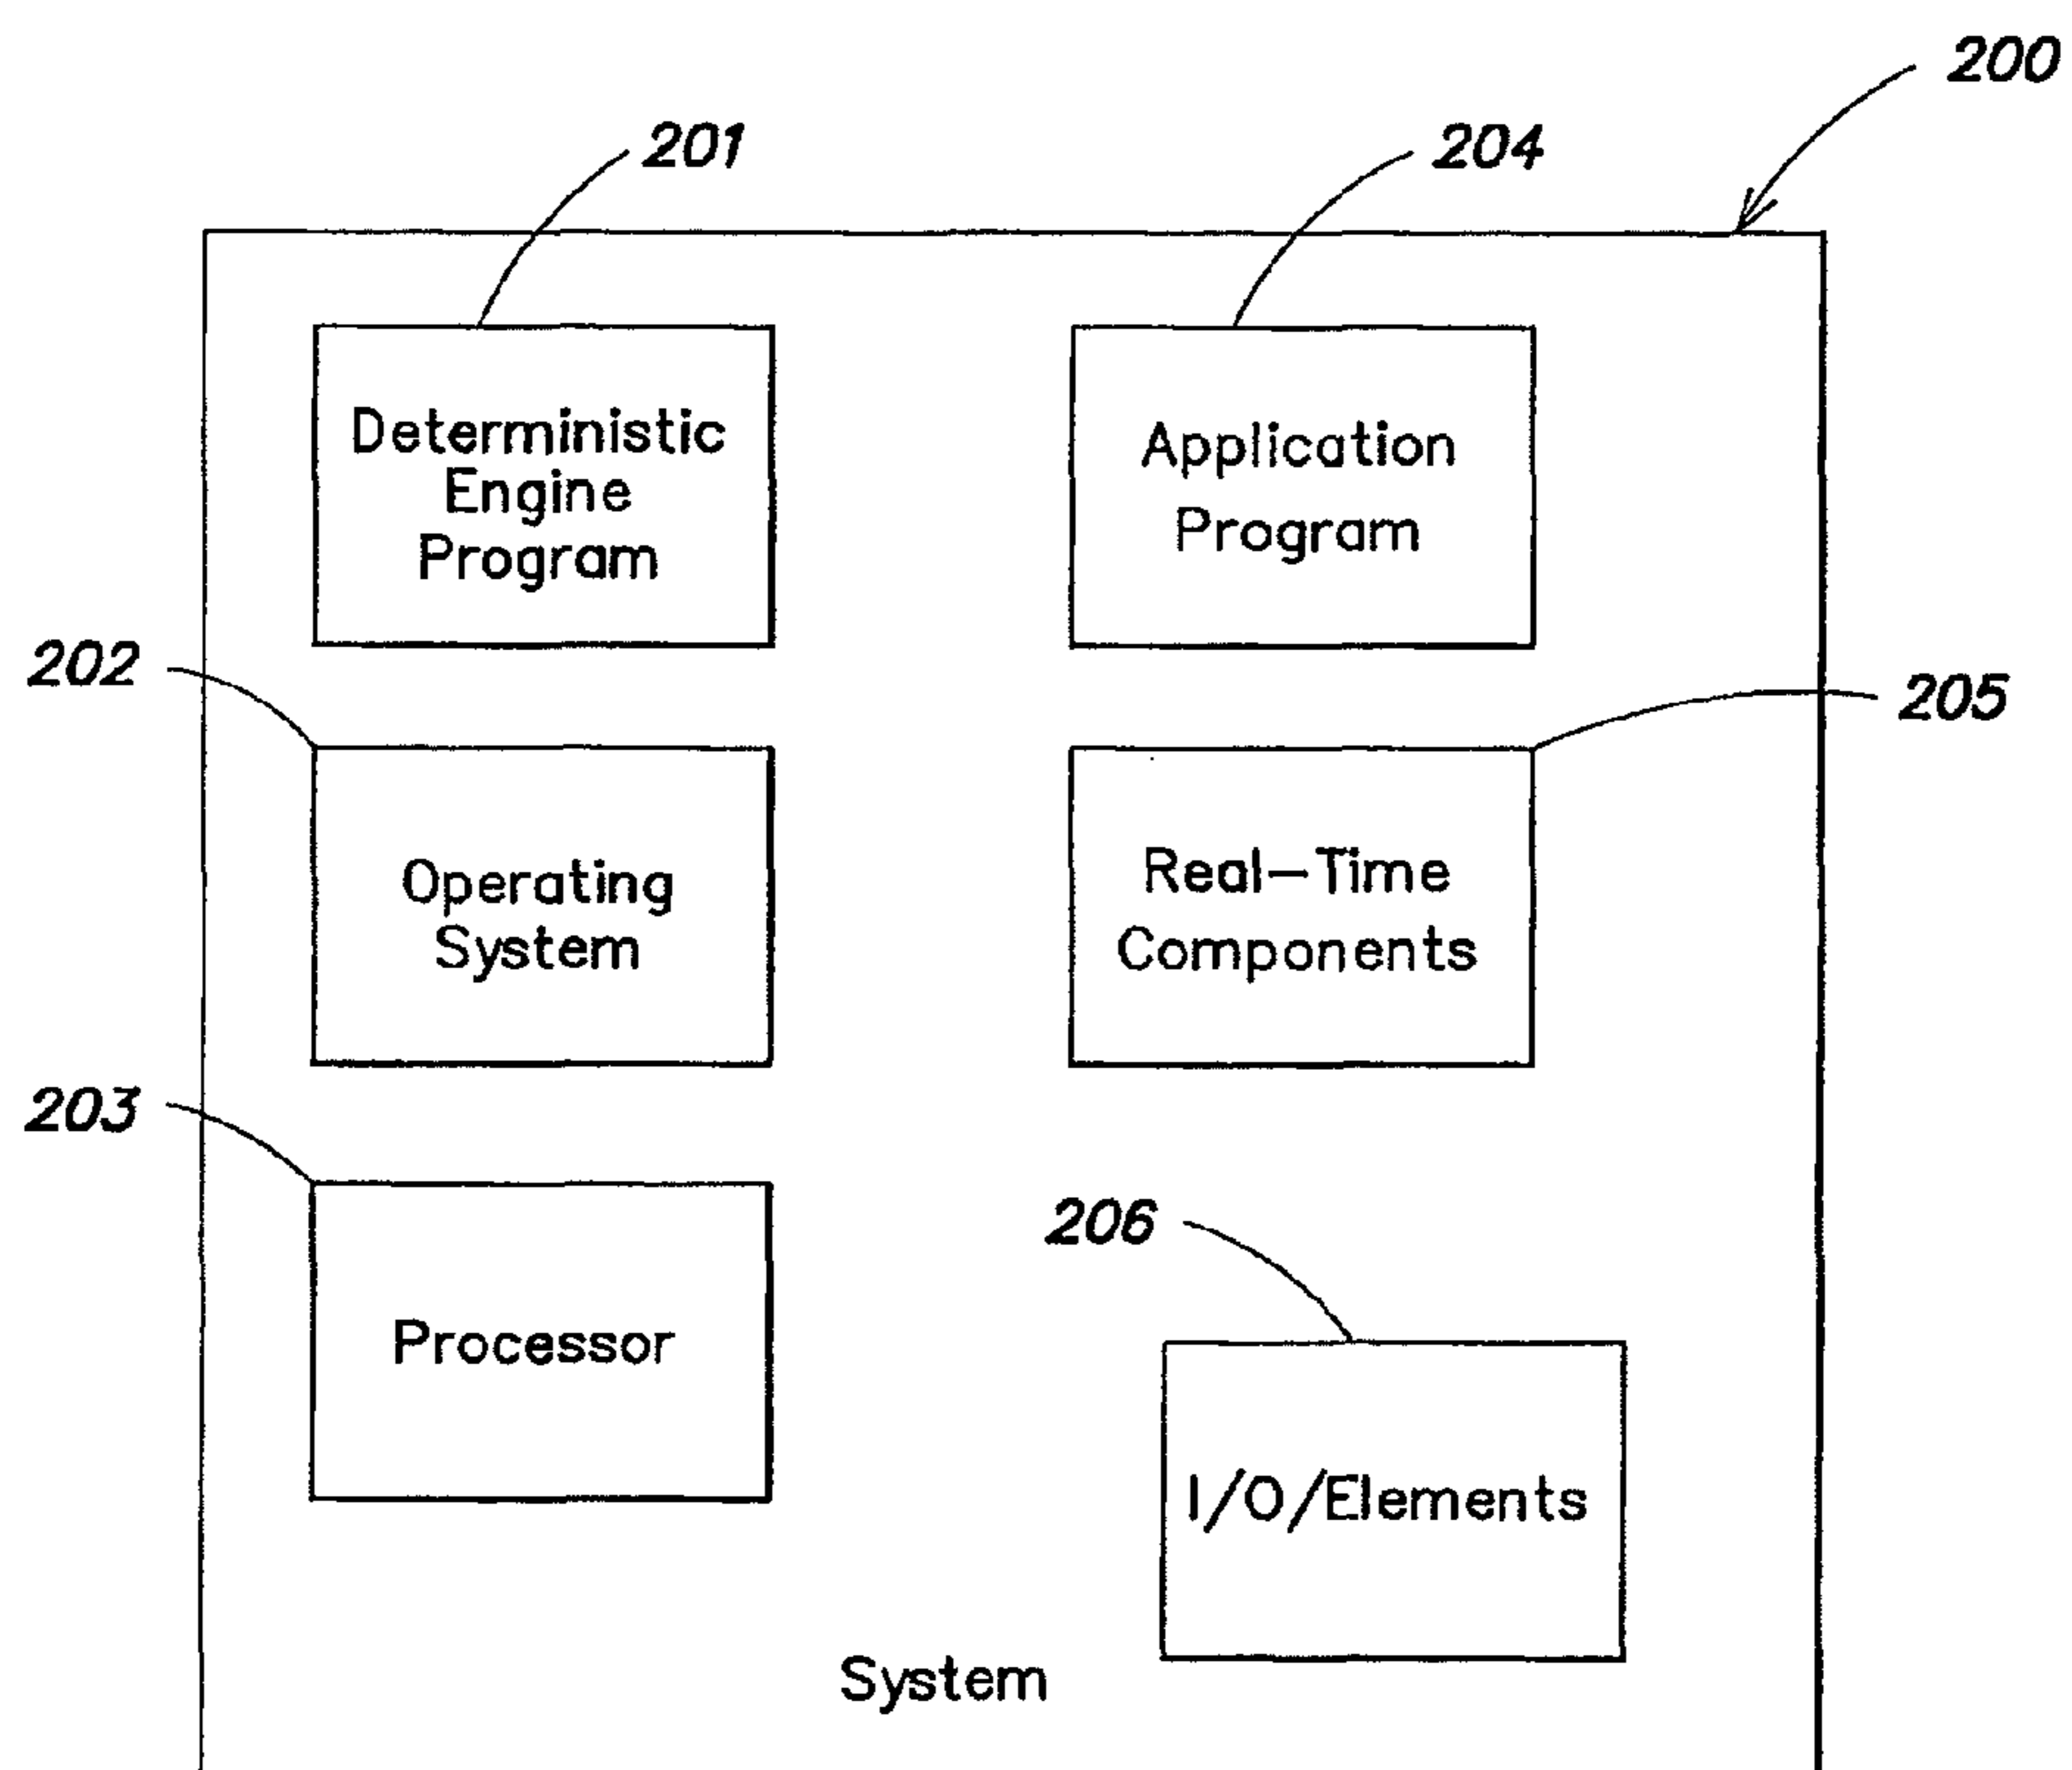 200
201
204
Deterministic
Engine
Program
Application
Program
202
205
Operating
System
Real-Time
Components
203
206
Processor
I/O/Elements
System